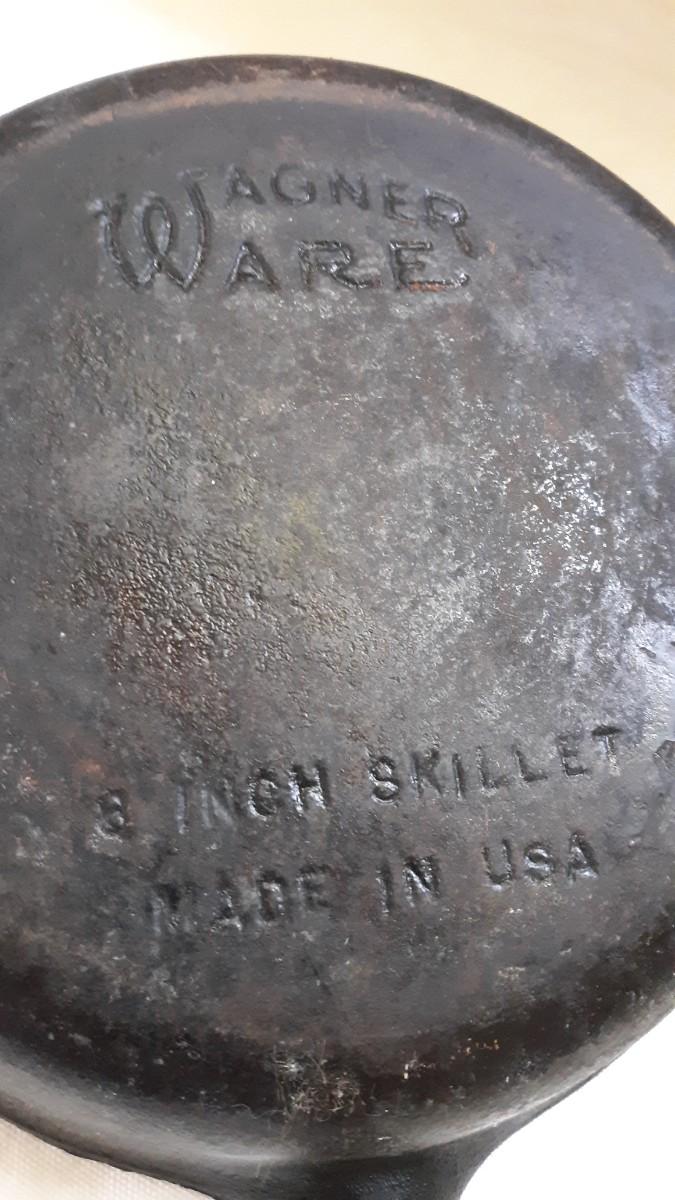 WAGNER
WARE
8 INCH SKILLET
MADE IN USA